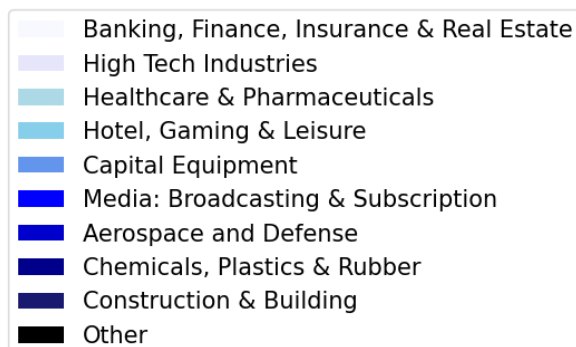 Banking, Finance, Insurance & Real Estate
High Tech Industries
Healthcare & Pharmaceuticals
Hotel, Gaming & Leisure
Capital Equipment
Media: Broadcasting & Subscription
Aerospace and Defense
Chemicals, Plastics & Rubber
Construction & Building
Other